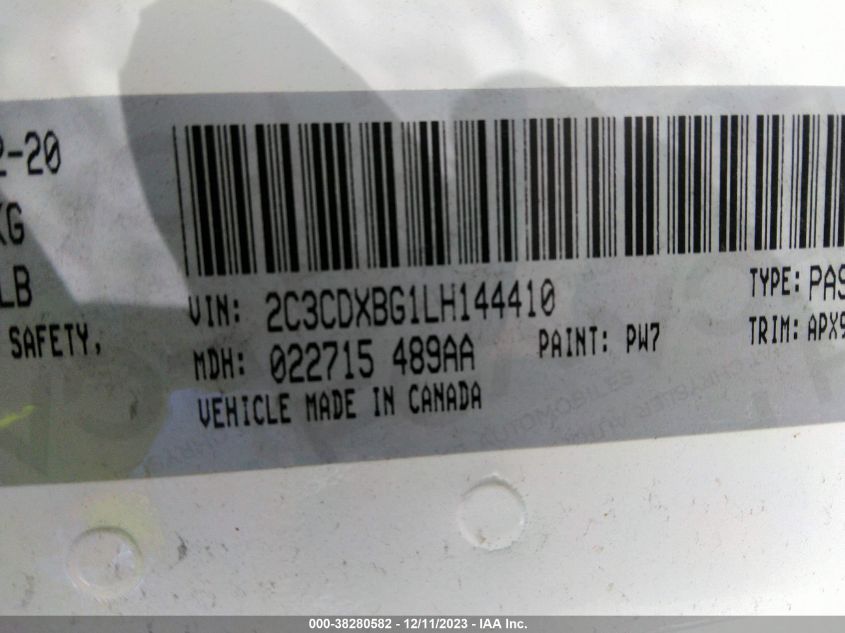 2-20
KG
LB
SAFETY,
VIN: 2C3CDXBG1LH144410
TYPE: PAS
MDH: 022715 489AA
PAINT: PW7
TRIM: APX9
VEHICLE MADE IN CANADA
AUTOMOBILES
000-38280582 - 12/11/2023 - IAA Inc.